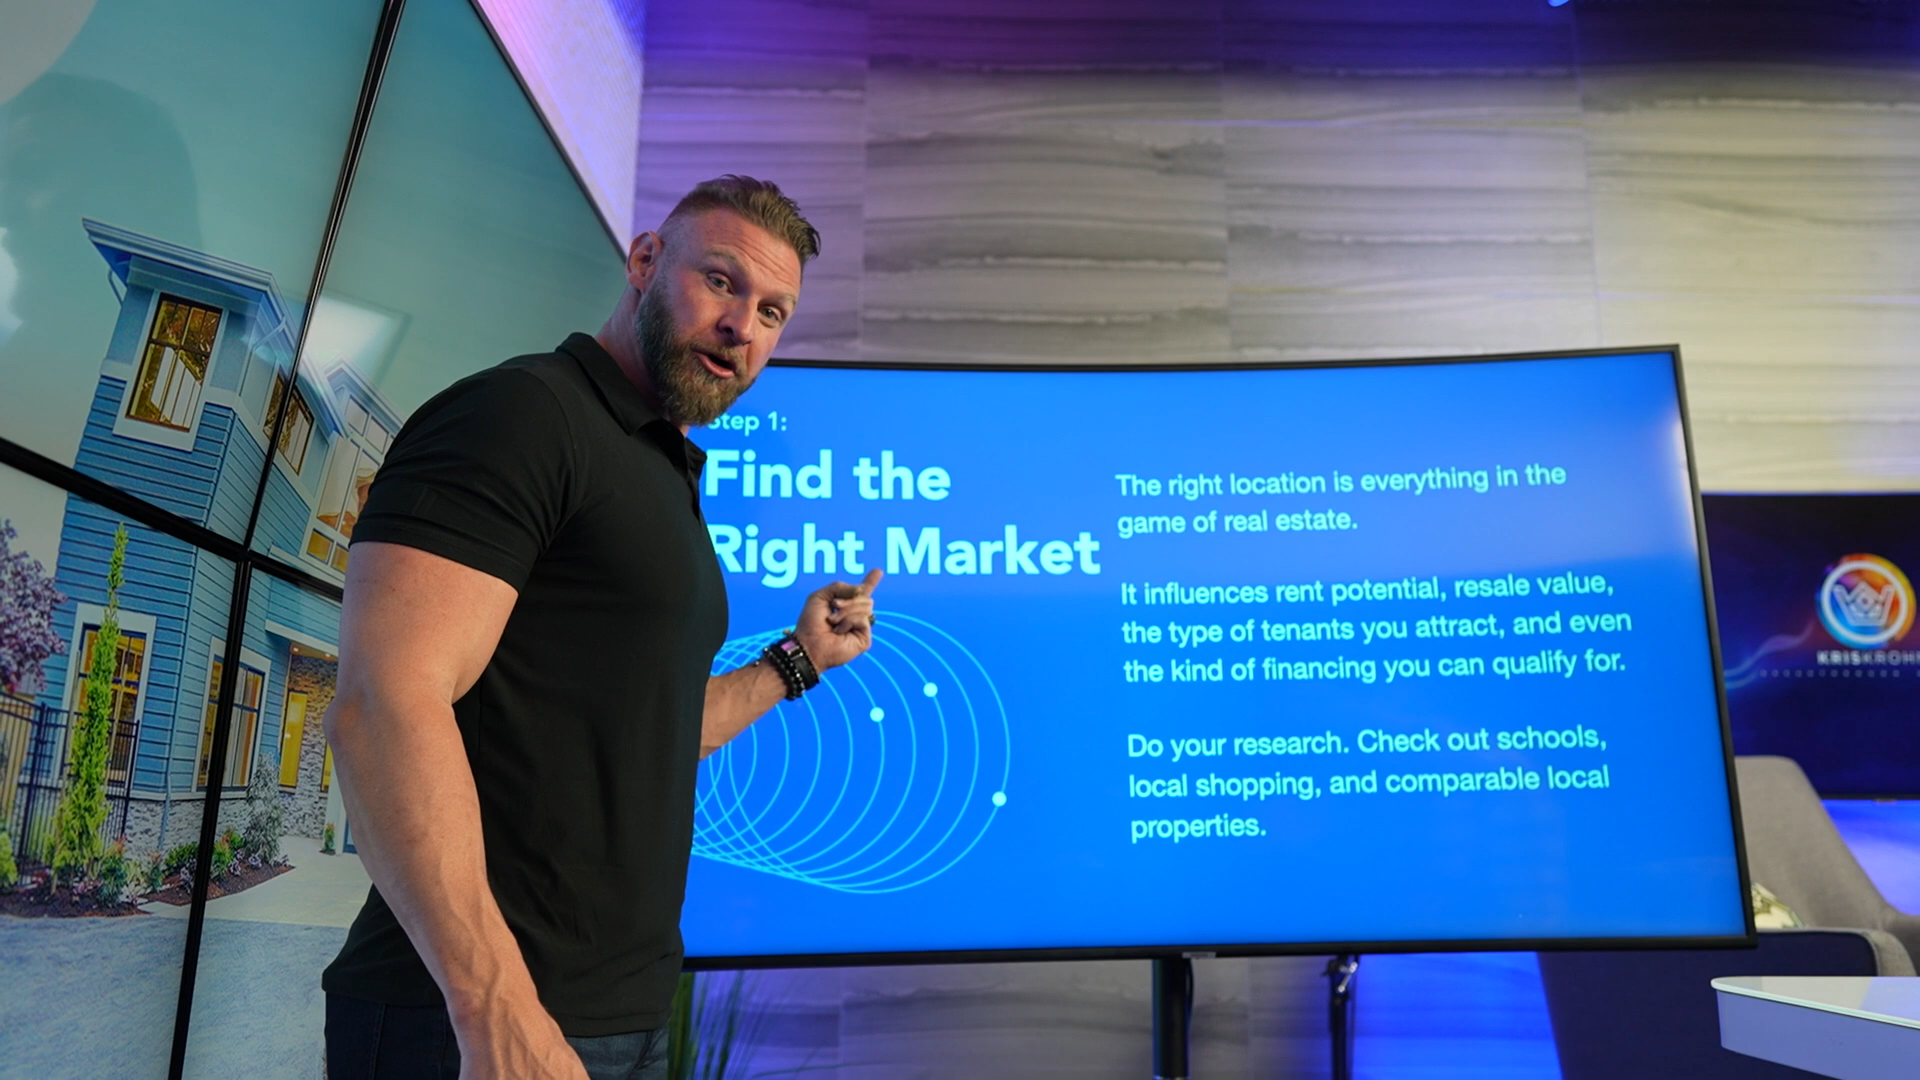 Step 1:
Find the
Right Market
The right location is everything in the
game of real estate.
It influences rent potential, resale value,
the type of tenants you attract, and even
the kind of financing you can qualify for.
Do your research. Check out schools,
local shopping, and comparable local
properties.
KRISKROHN